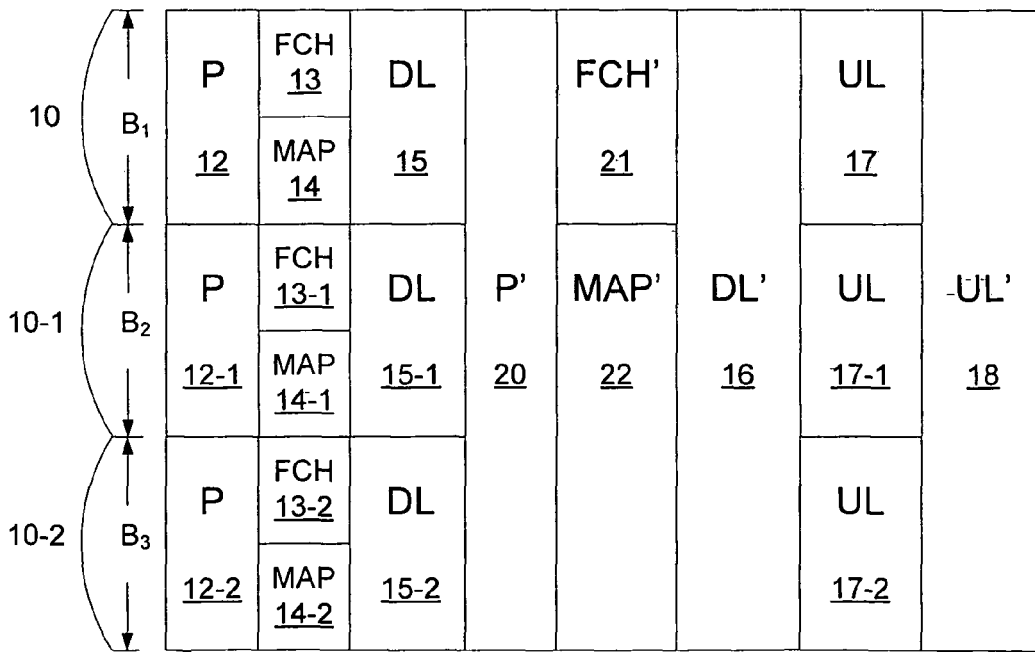 10
B₁
P
12
FCH
13
MAP
14
DL
15
FCH'
21
UL
17
10-1
B₂
P
12-1
FCH
13-1
MAP
14-1
DL
15-1
P'
20
MAP'
22
DL'
16
UL
17-1
UL'
18
10-2
B₃
P
12-2
FCH
13-2
MAP
14-2
DL
15-2
UL
17-2